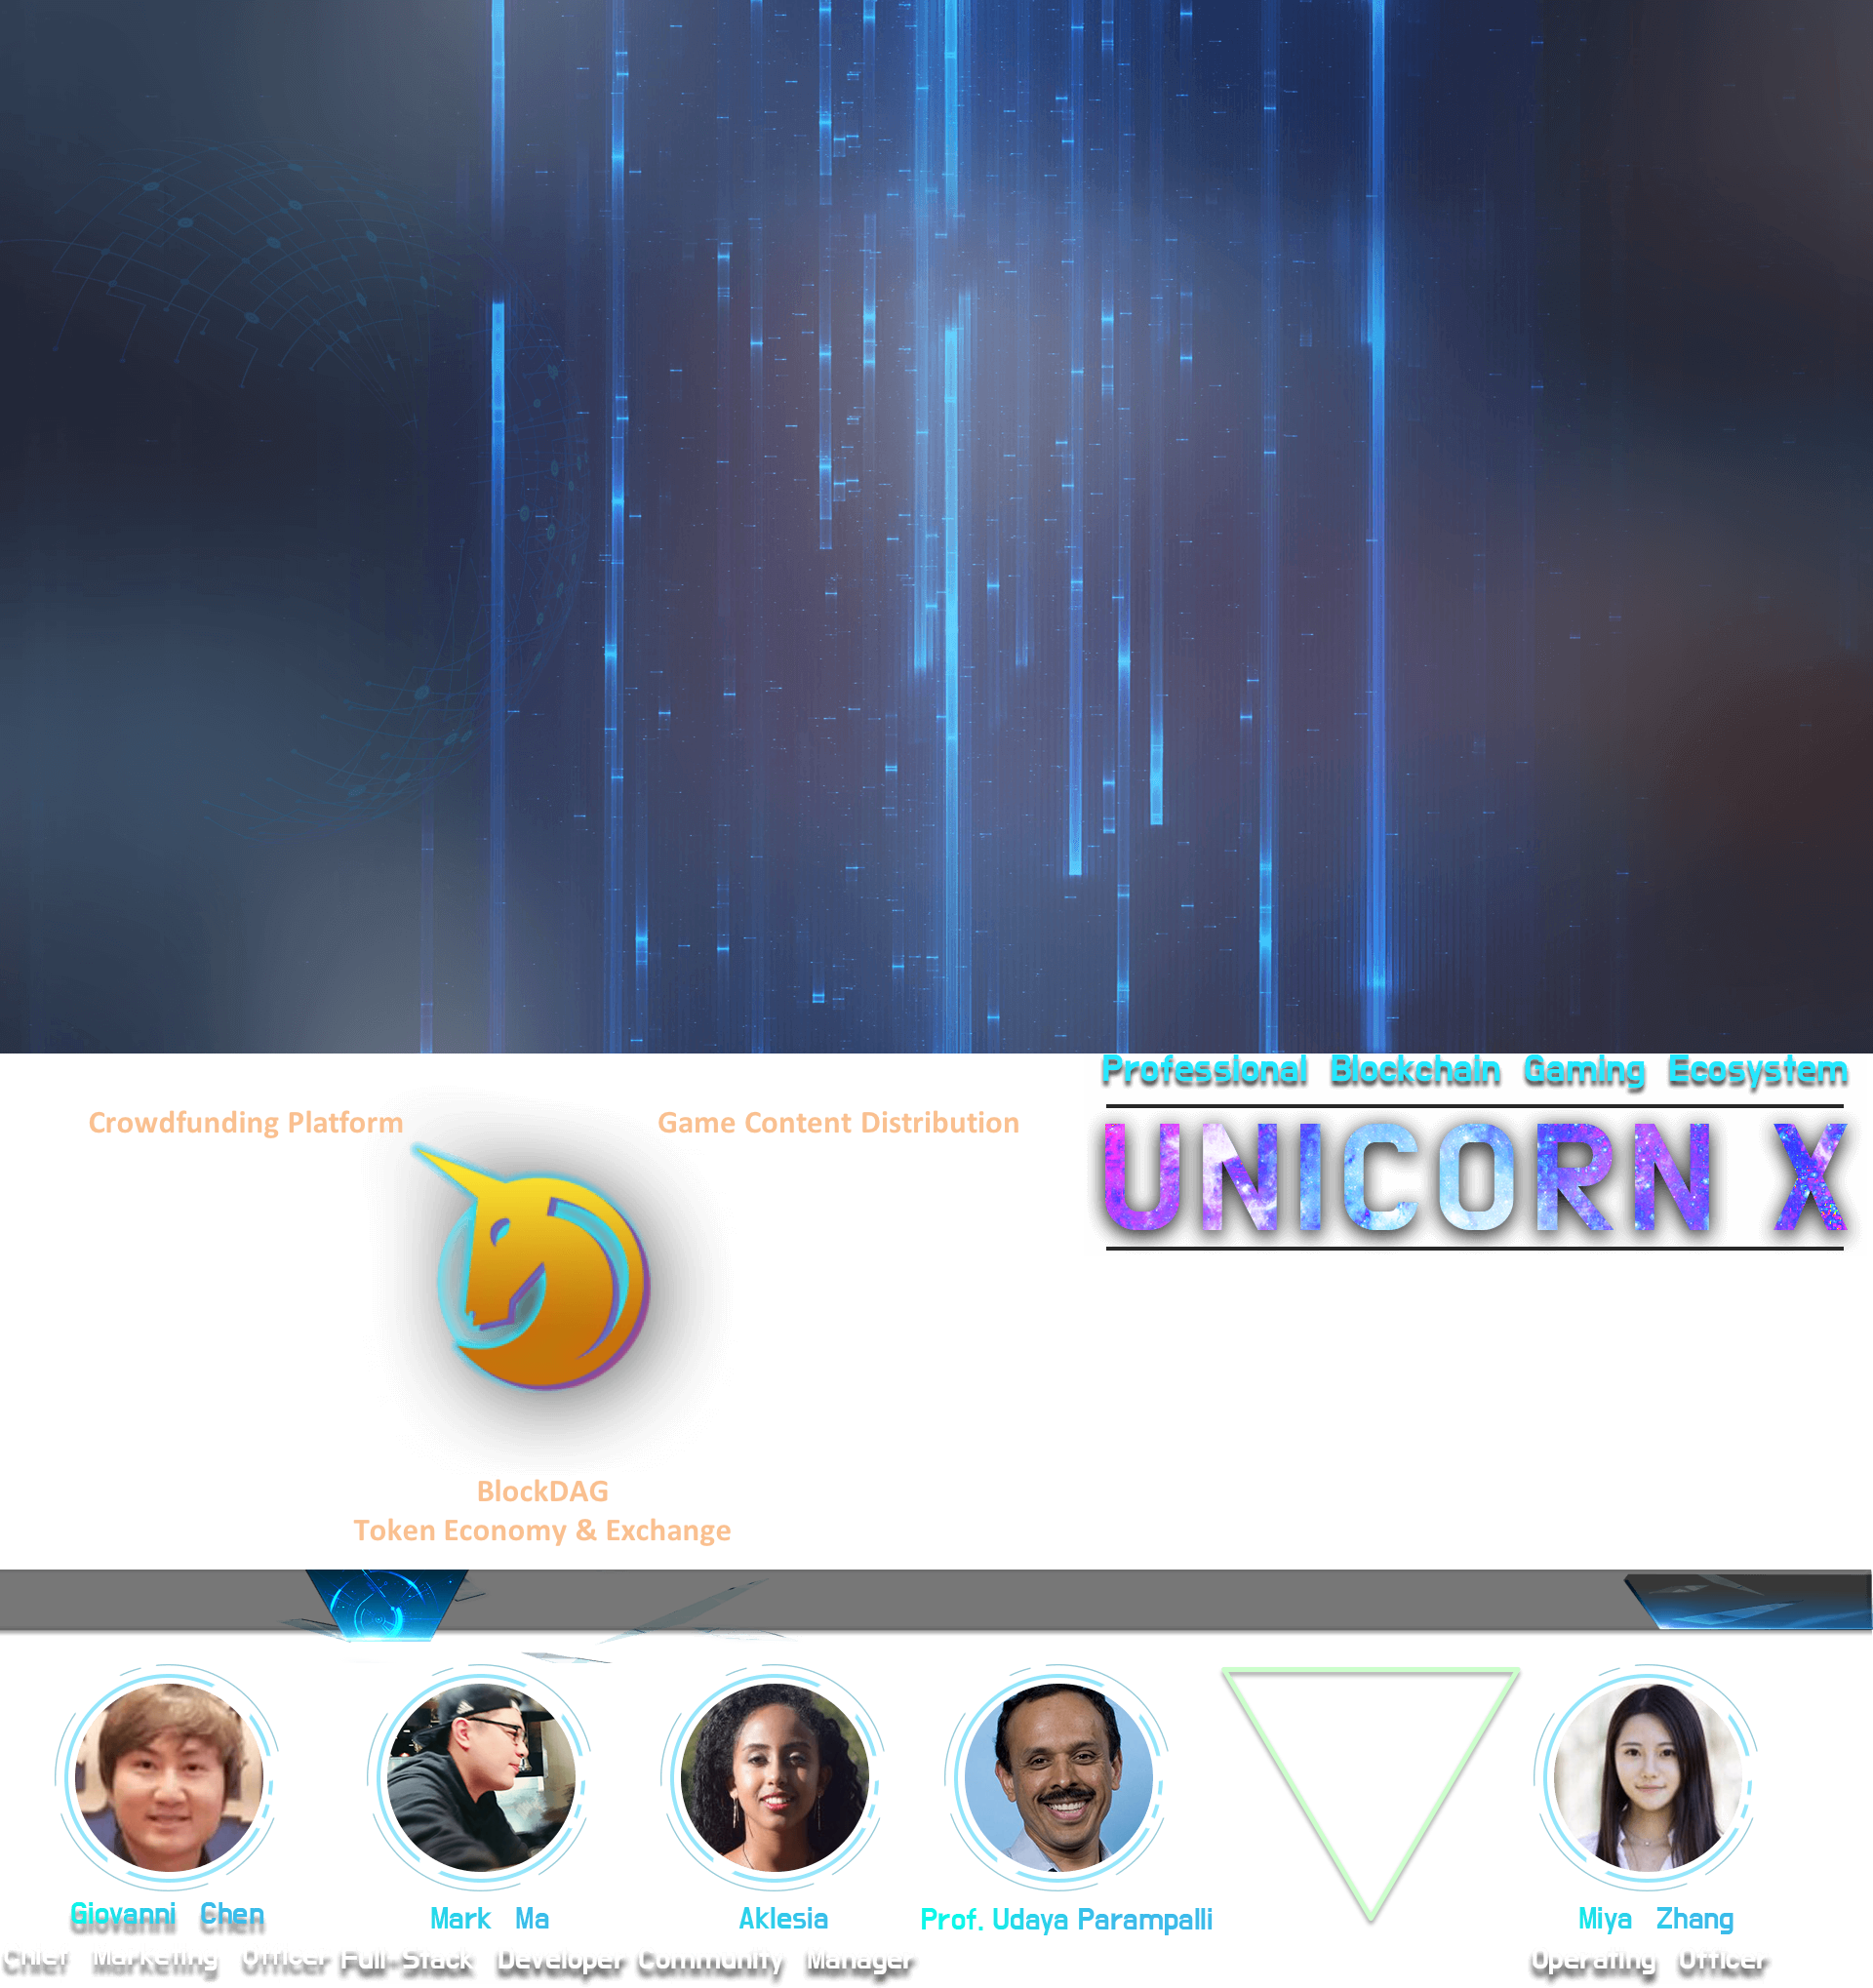 Professional Blockchain Gaming Ecosystem
UNICORN X
Crowdfunding Platform
Game Content Distribution
BlockDAG
Token Economy & Exchange
Giovanni Chen
Chief Marketing Officer
Mark Ma
Full-Stack Developer
Aklesia
Community Manager
Prof. Udaya Parampalli
Miya Zhang
Operating Officer